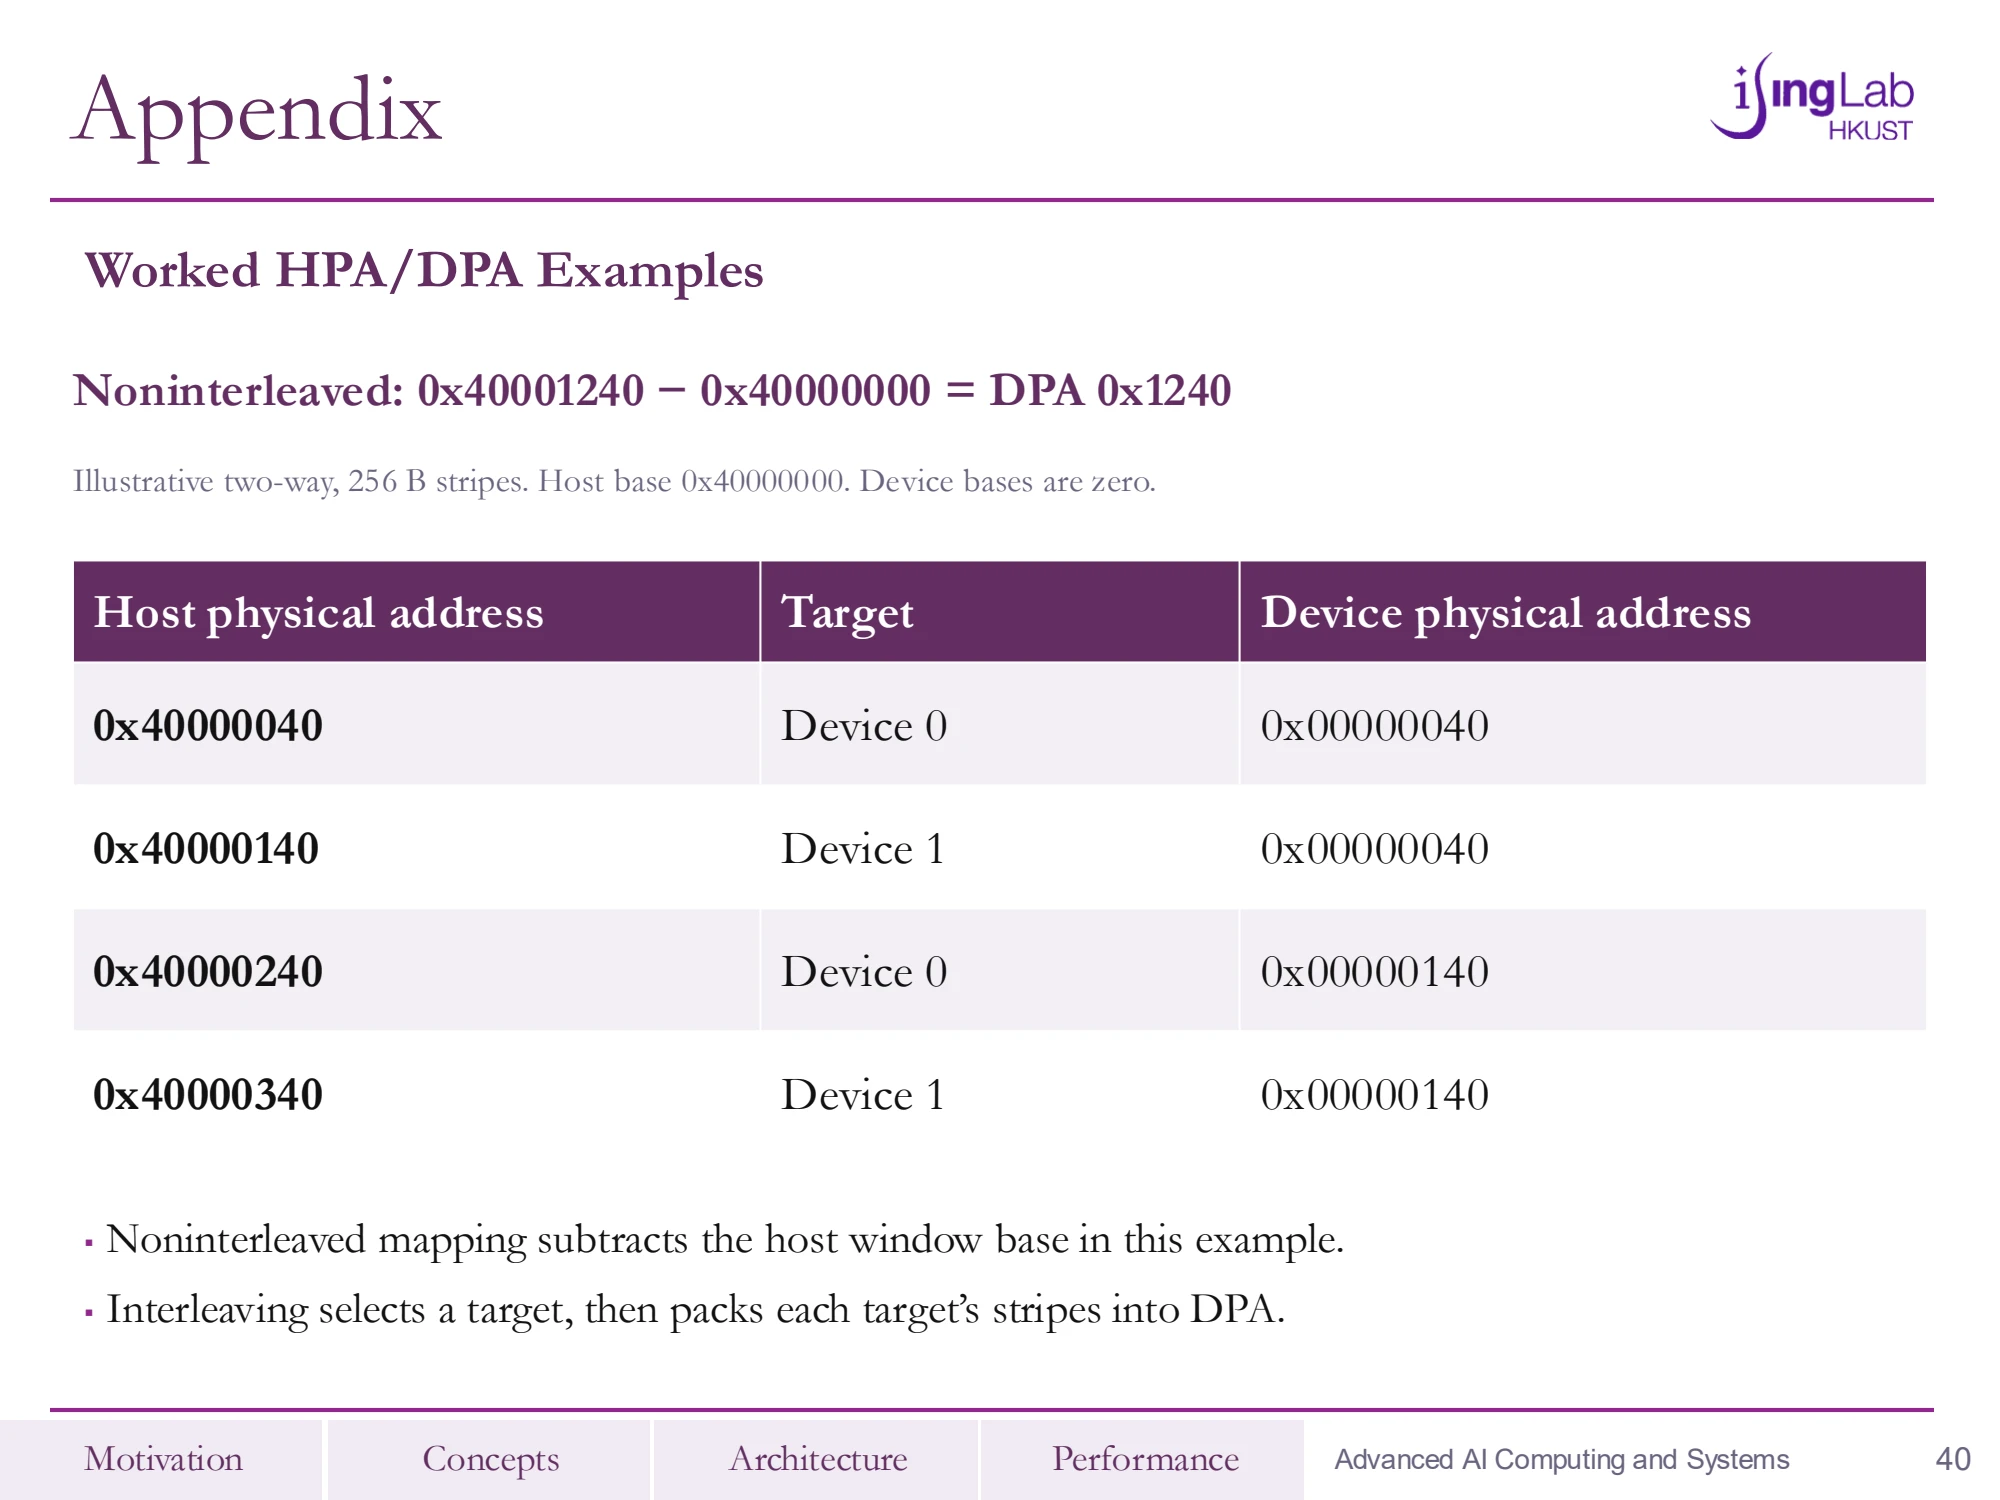 Appendix
isingLab
HKUST
Worked HPA/DPA Examples
Noninterleaved: 0x40001240 − 0x40000000 = DPA 0x1240
Illustrative two-way, 256 B stripes. Host base 0x40000000. Device bases are zero.
Host physical address Target Device physical address
0x40000040 Device 0 0x00000040
0x40000140 Device 1 0x00000040
0x40000240 Device 0 0x00000140
0x40000340 Device 1 0x00000140
▪ Noninterleaved mapping subtracts the host window base in this example.
▪ Interleaving selects a target, then packs each target’s stripes into DPA.
Motivation Concepts Architecture Performance Advanced AI Computing and Systems 40